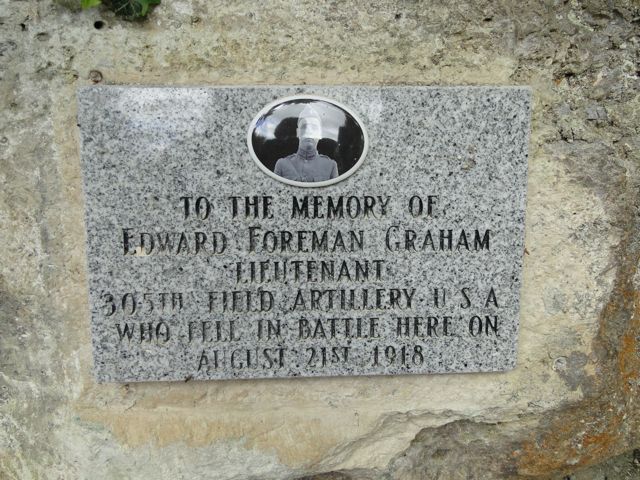 TO THE MEMORY OF
EDWARD FOREMAN GRAHAM
LIEUTENANT
305TH FIELD ARTILLERY U S A
WHO FELL IN BATTLE HERE ON
AUGUST 21ST 1918